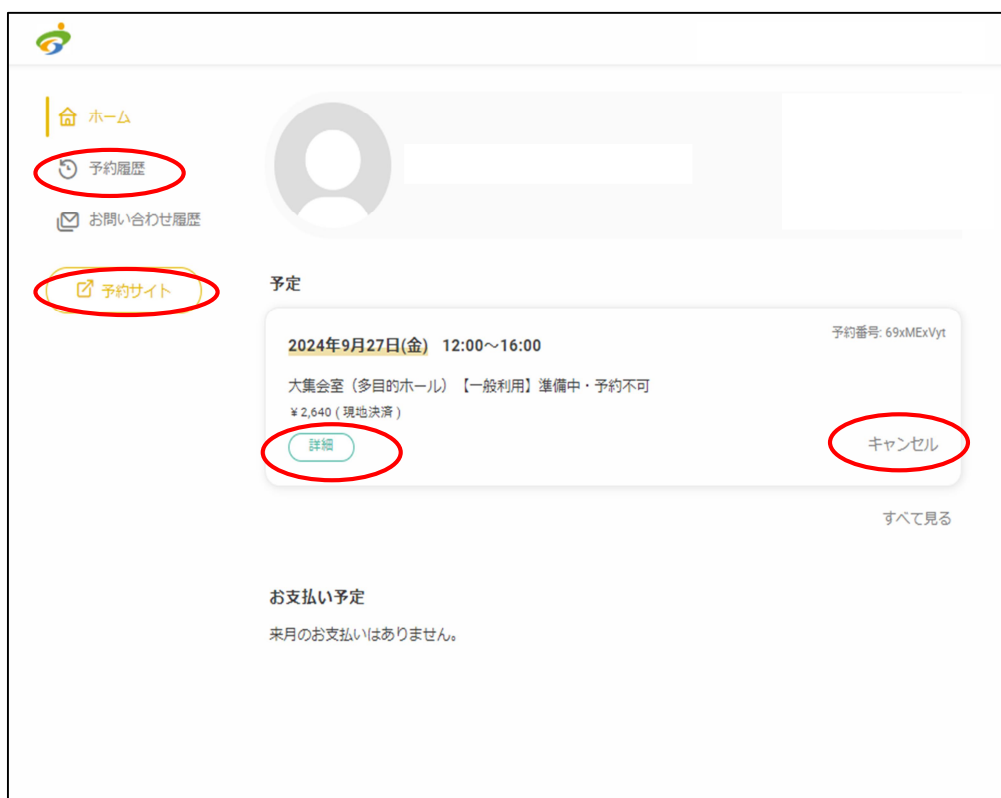 ホーム
予約履歴
お問い合わせ履歴
予約サイト
予定
2024年9月27日(金) 12:00～16:00
予約番号: 69xMExVyt
大集会室（多目的ホール）【一般利用】準備中・予約不可
¥ 2,640 ( 現地決済 )
詳細
キャンセル
すべて見る
お支払い予定
来月のお支払いはありません。